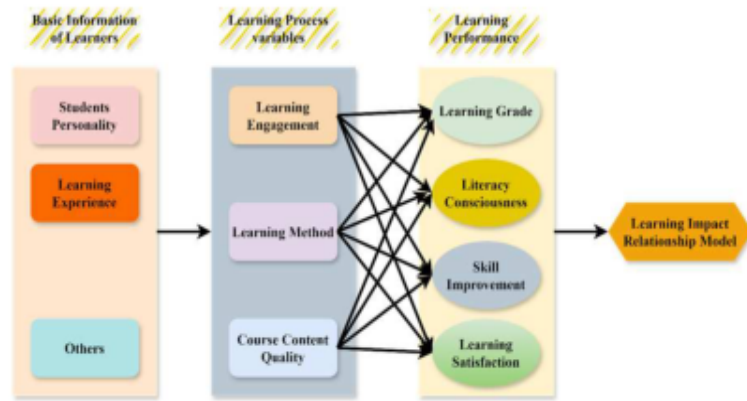 Basic Information
of Learners
Learning Process
variables
Learning
Performance
Students
Personality
Learning
Experience
Others
Learning
Engagement
Learning Method
Course Content
Quality
Learning Grade
Literacy
Consciousness
Skill
Improvement
Learning
Satisfaction
Learning Impact
Relationship Model